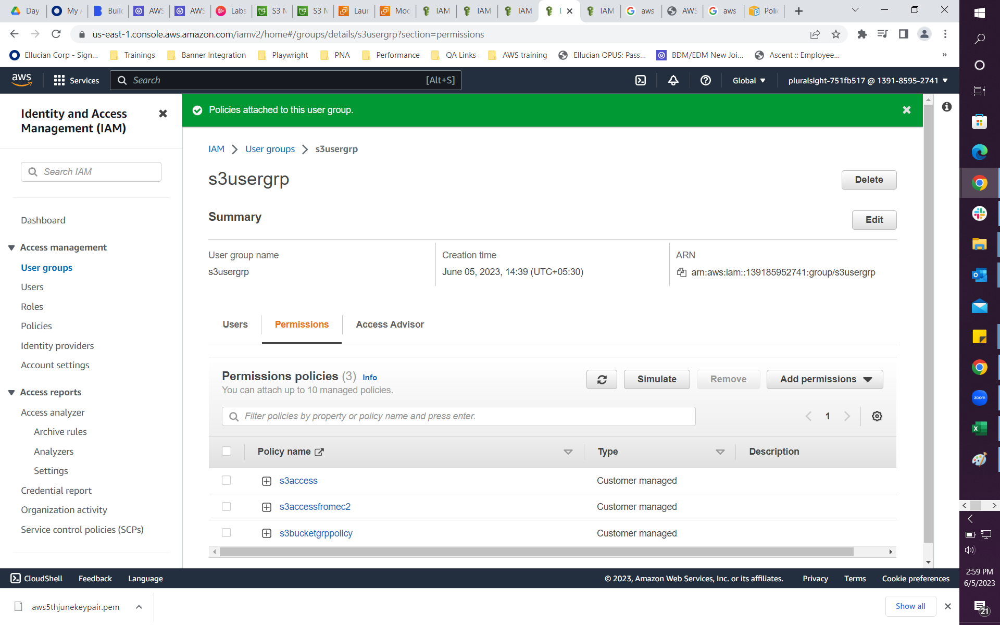 Day
My A
Build
AWS
AWS
Labs
S3 M
S3 M
Laun
Mod
IAM
IAM
IAM
I
IAM
aws
AWS
aws
Polic
us-east-1.console.aws.amazon.com/iamv2/home#/groups/details/s3usergrp?section=permissions
Ellucian Corp - Sign...
Trainings
Banner Integration
Playwright
PNA
Performance
QA Links
AWS training
Ellucian OPUS: Pass...
BDM/EDM New Joi...
Ascent :: Employee...
»
aws
Services
Search
[Alt+S]
Global
pluralsight-751fb517 @ 1391-8595-2741
Identity and Access
Management (IAM)
Search IAM
Dashboard
Access management
User groups
Users
Roles
Policies
Identity providers
Account settings
Access reports
Access analyzer
Archive rules
Analyzers
Settings
Credential report
Organization activity
Service control policies (SCPs)
Policies attached to this user group.
IAM
User groups
s3usergrp
s3usergrp
Delete
Summary
Edit
User group name
s3usergrp
Creation time
June 05, 2023, 14:39 (UTC+05:30)
ARN
arn:aws:iam::139185952741:group/s3usergrp
Users
Permissions
Access Advisor
Permissions policies (3) Info
You can attach up to 10 managed policies.
Simulate
Remove
Add permissions
Filter policies by property or policy name and press enter.
1
Policy name
Type
Description
s3access
Customer managed
s3accessfromec2
Customer managed
s3bucketgrppolicy
Customer managed
CloudShell
Feedback
Language
© 2023, Amazon Web Services, Inc. or its affiliates.
Privacy
Terms
Cookie preferences
aws5thjunekeypair.pem
Show all
zoom
2:59 PM
6/5/2023
21